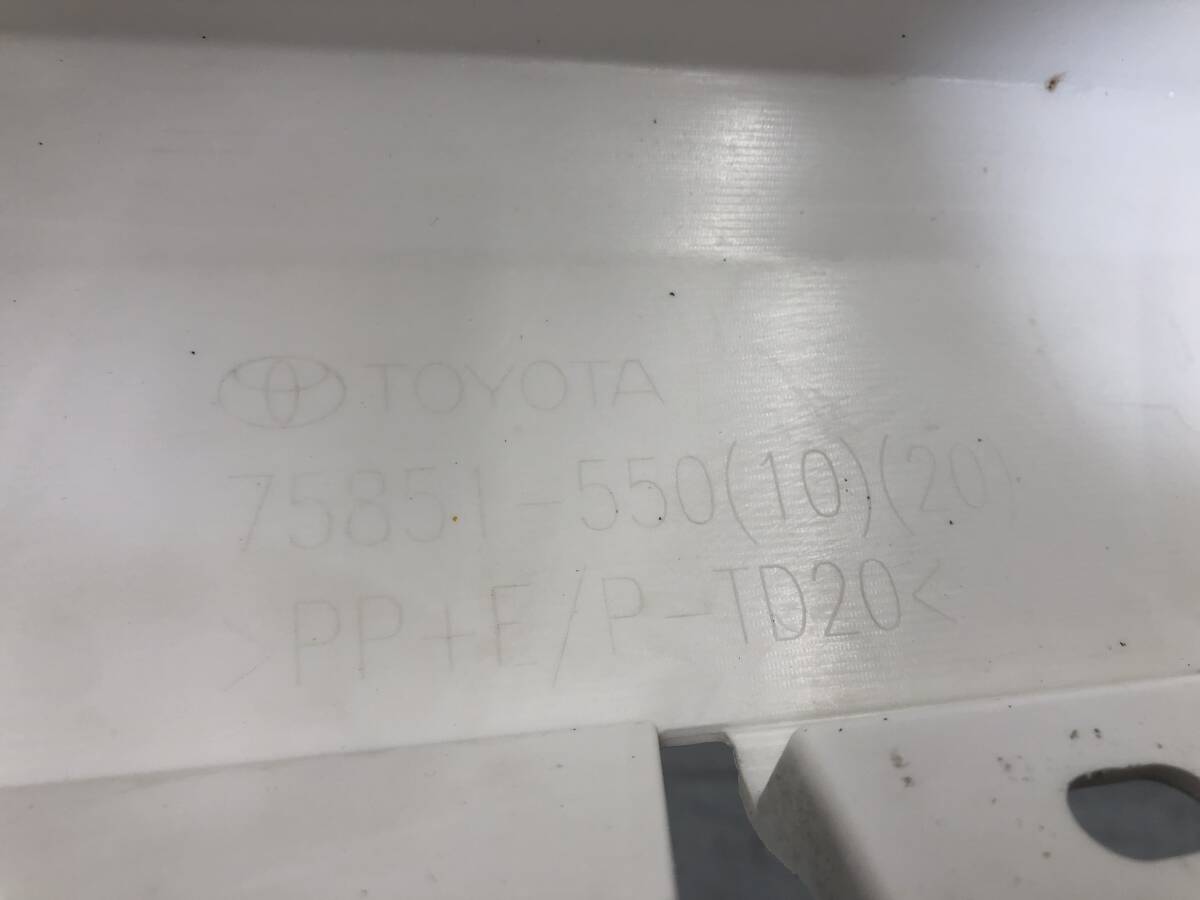 TOYOTA
75851-550(10)(20)
>PP+E/P-TD20<